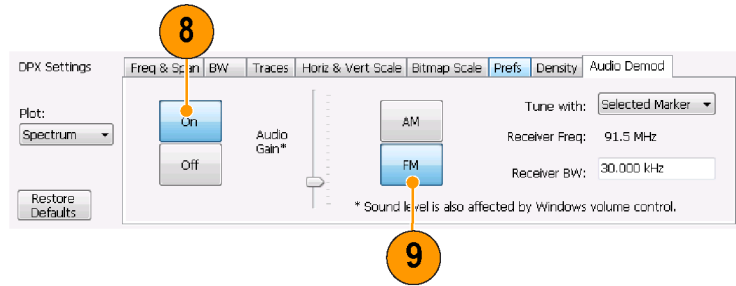 8
DPX Settings
Freq & Span BW Traces Horiz & Vert Scale Bitmap Scale Prefs Density Audio Demod
Plot:
Spectrum
On
Off
Audio
Gain*
AM
FM
Tune with: Selected Marker
Receiver Freq: 91.5 MHz
Receiver BW: 30.000 kHz
Restore
Defaults
* Sound level is also affected by Windows volume control.
9